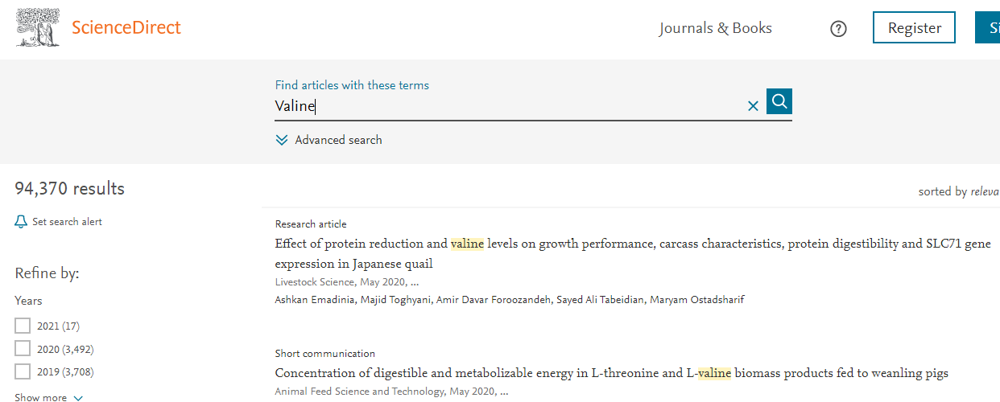 ScienceDirect
Journals & Books
?
Register
Find articles with these terms
Valine
Advanced search
94,370 results
sorted by releva
Set search alert
Research article
Effect of protein reduction and valine levels on growth performance, carcass characteristics, protein digestibility and SLC71 gene
expression in Japanese quail
Livestock Science, May 2020, ...
Ashkan Emadinia, Majid Toghyani, Amir Davar Foroozandeh, Sayed Ali Tabeidian, Maryam Ostadsharif
Refine by:
Years
2021 (17)
2020 (3,492)
2019 (3,708)
Show more
Short communication
Concentration of digestible and metabolizable energy in L-threonine and L-valine biomass products fed to weanling pigs
Animal Feed Science and Technology, May 2020, ...